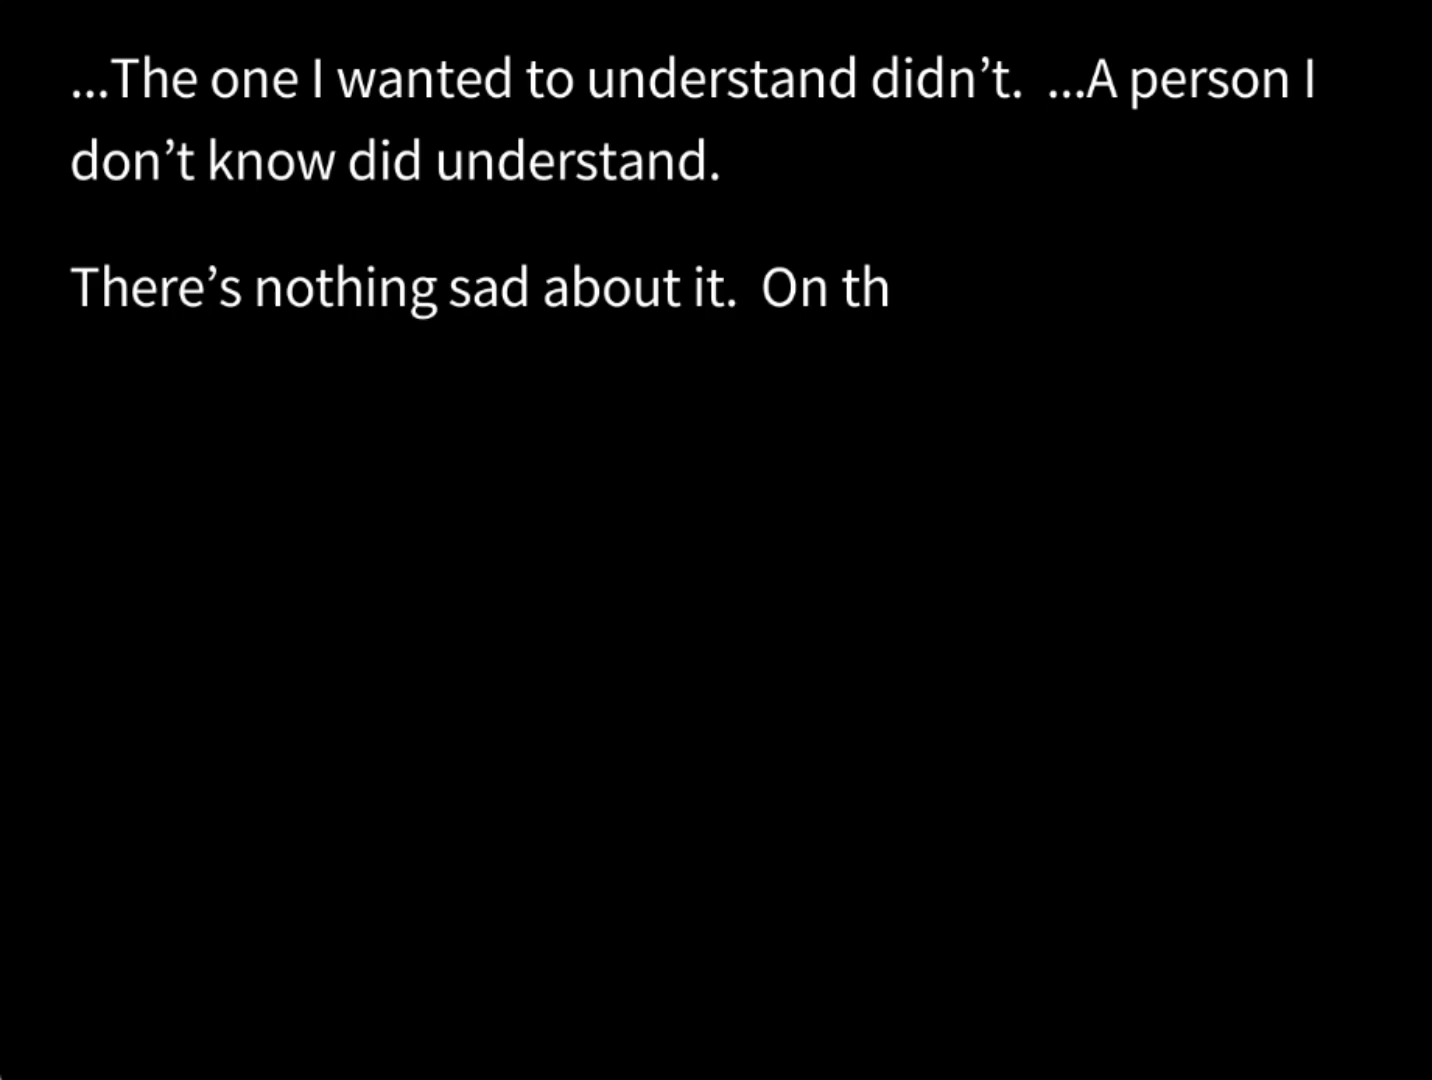 ...The one I wanted to understand didn’t.  ...A person I
don’t know did understand.
There’s nothing sad about it.  On th